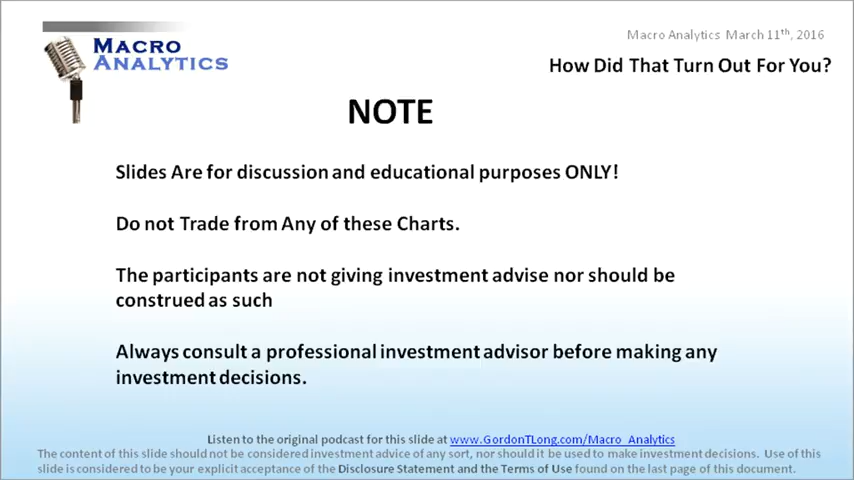 Macro Analytics March 11th, 2016
MACRO
ANALYTICS
How Did That Turn Out For You?
NOTE
Slides Are for discussion and educational purposes ONLY!
Do not Trade from Any of these Charts.
The participants are not giving investment advise nor should be
construed as such
Always consult a professional investment advisor before making any
investment decisions.
Listen to the original podcast for this slide at www.GordonTLong.com/Macro_Analytics
The content of this slide should not be considered investment advice of any sort, nor should it be used to make investment decisions. Use of this
slide is considered to be your explicit acceptance of the Disclosure Statement and the Terms of Use found on the last page of this document.